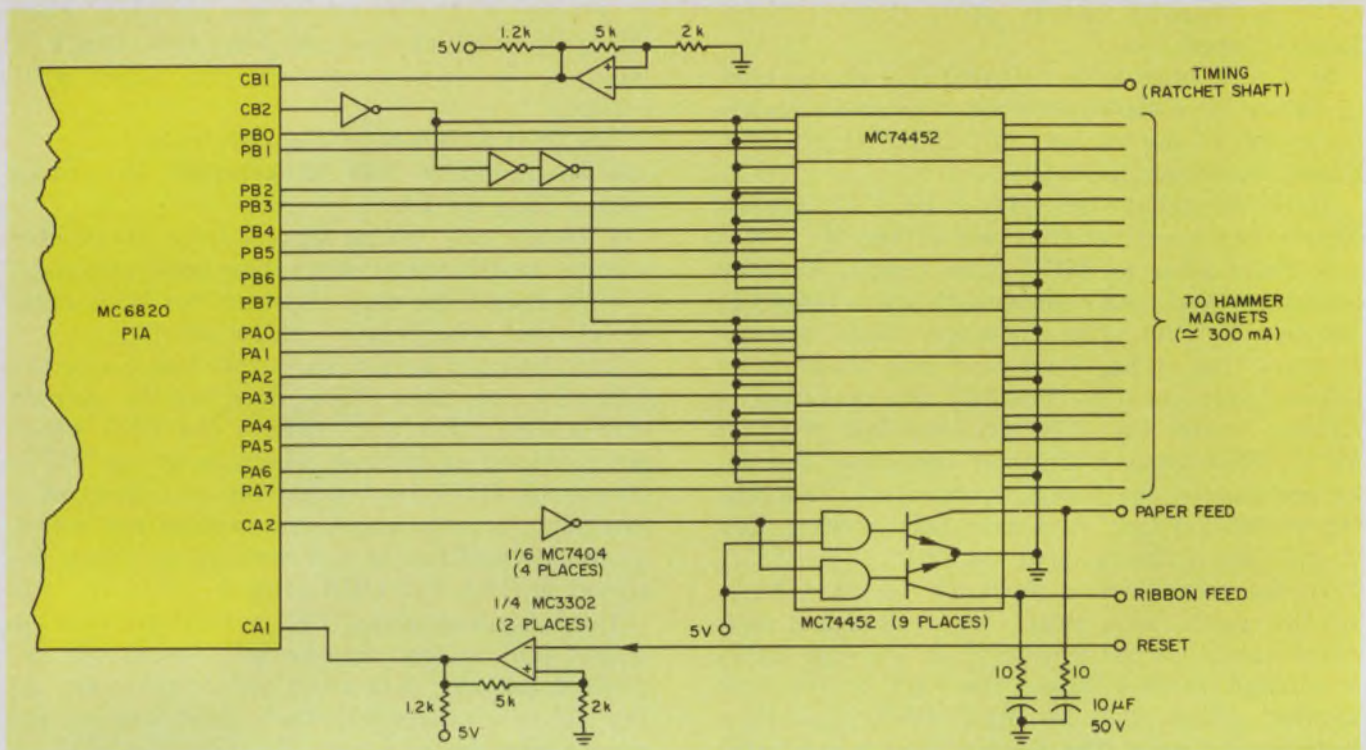 5V
1.2k
5k
2k
+
−
TIMING
(RATCHET SHAFT)
CB1
CB2
PB0
PB1
PB2
PB3
PB4
PB5
PB6
PB7
PA0
PA1
PA2
PA3
PA4
PA5
PA6
PA7
CA2
CA1
MC6820
PIA
MC74452
TO HAMMER
MAGNETS
(≃ 300 mA)
PAPER FEED
1/6 MC7404
(4 PLACES)
1/4 MC3302
(2 PLACES)
5V
MC74452 (9 PLACES)
RIBBON FEED
RESET
−
+
1.2k
5k
2k
5V
10
10
10 µF
50 V